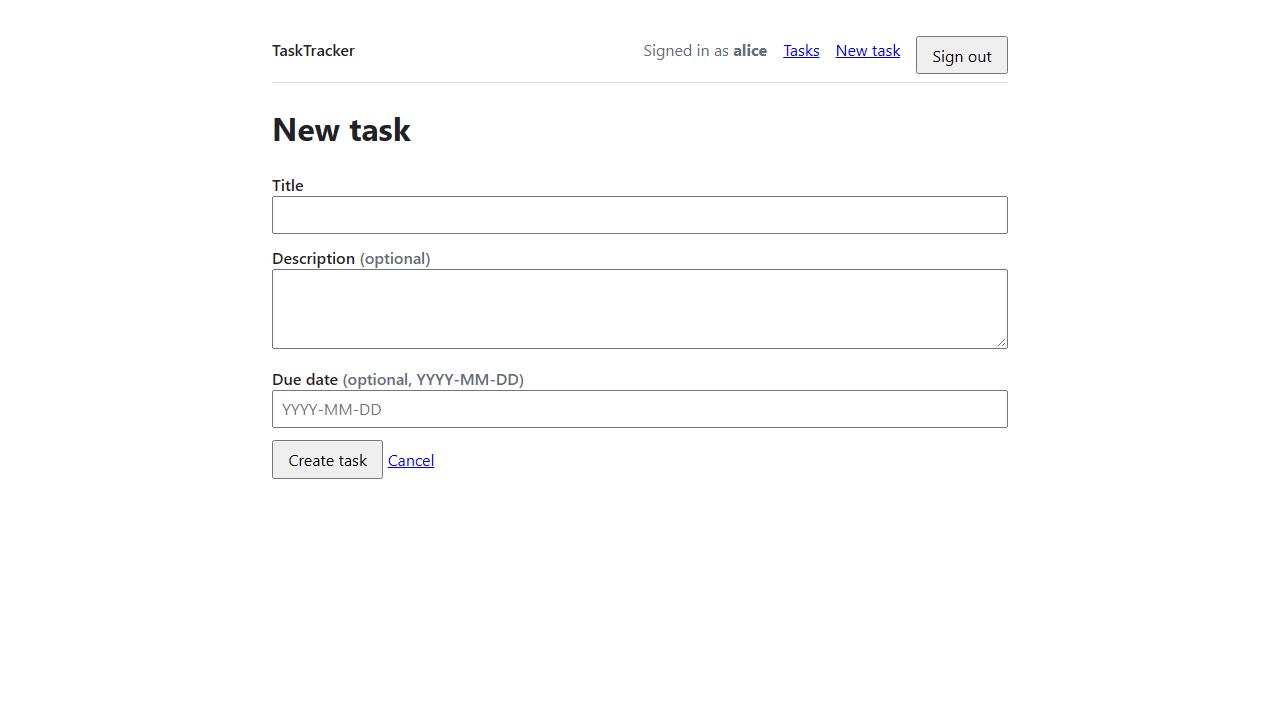 TaskTracker Signed in as alice Tasks New task Sign out
New task
Title
Description (optional)
Due date (optional, YYYY-MM-DD)
YYYY-MM-DD
Create task Cancel